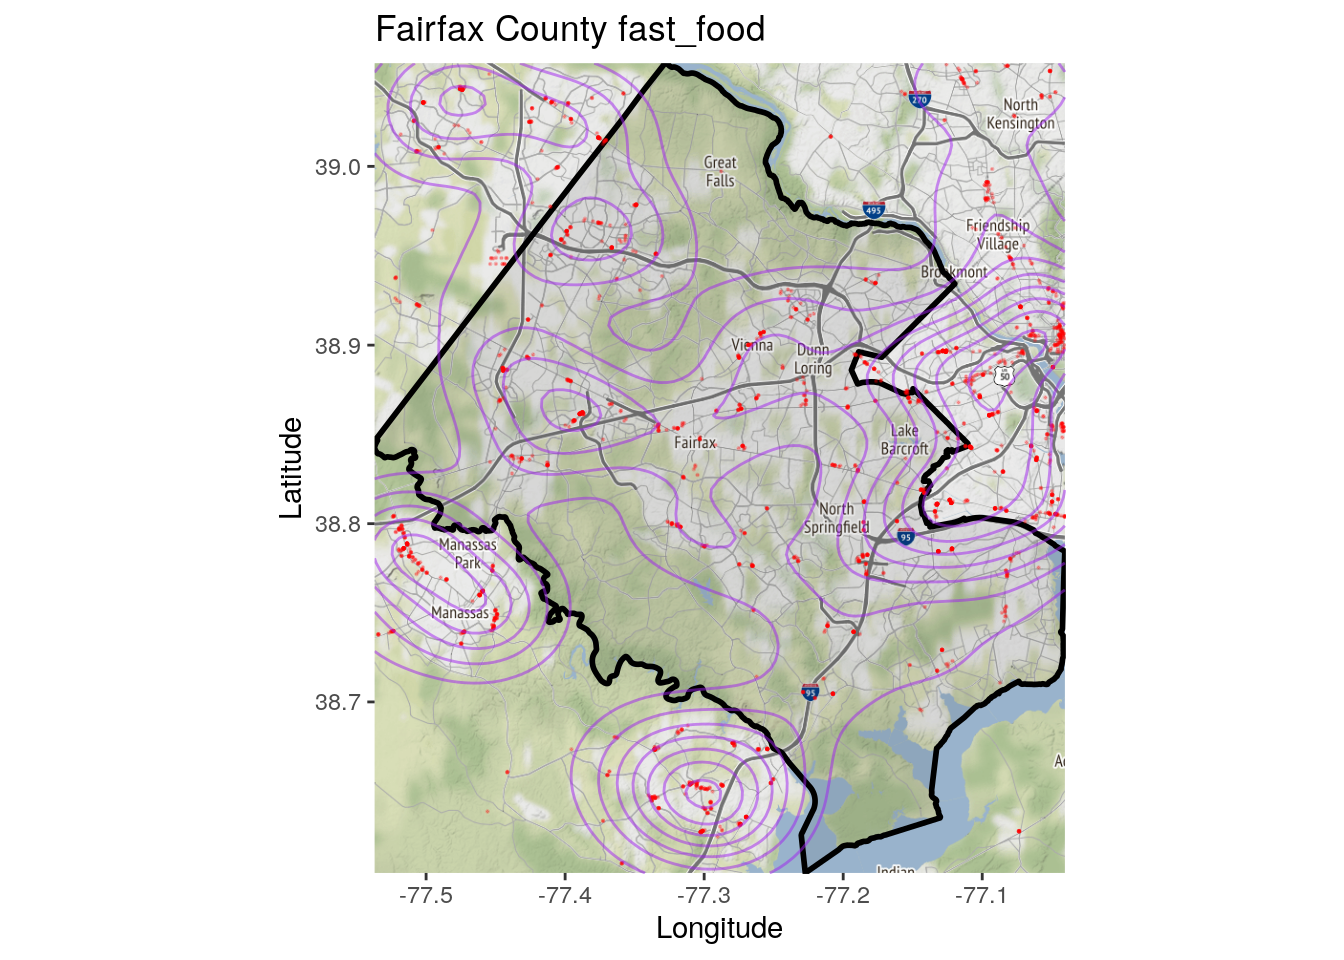 Fairfax County fast_food
270
North
Kensington
39.0
Great
Falls
495
Friendship
Village
Brookmont
38.9
Vienna
Dunn
Loring
50
Latitude
Fairfax
Lake
Barcroft
38.8
North
Springfield
95
Manassas
Park
Manassas
38.7
95
Indian
-77.5
-77.4
-77.3
-77.2
-77.1
Longitude